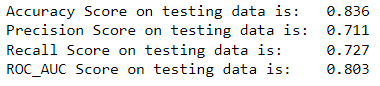 Accuracy Score on testing data is:   0.836
Precision Score on testing data is:  0.711
Recall Score on testing data is:     0.727
ROC_AUC Score on testing data is:    0.803